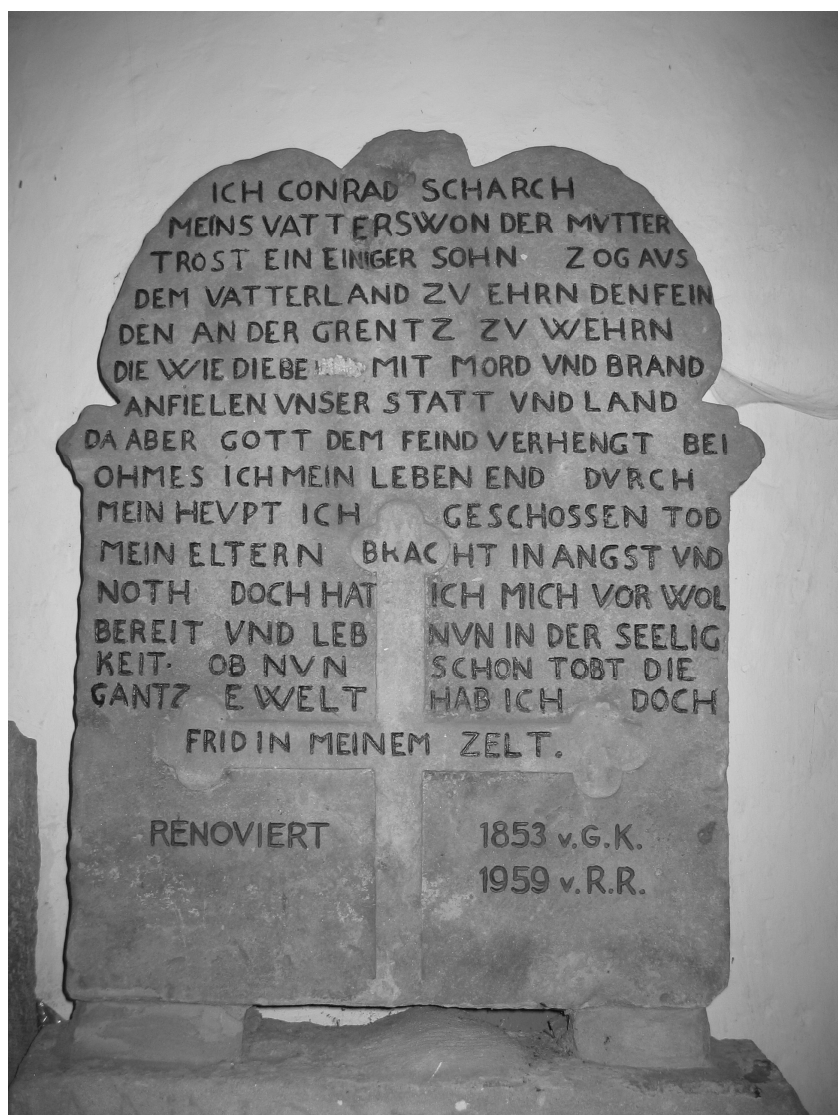 ICH CONRAD SCHARCH
MEINS VATTERSWON DER MVTTER
TROST EIN EINIGER SOHN· ZOG AVS
DEM VATTERLAND ZV EHRN DENFEIN
DEN AN DER GRENTZ ZV WEHRN
DIE WIE DIEBE MIT MORD VND BRAND
ANFIELEN VNSER STATT VND LAND
DA ABER GOTT DEM FEIND VERHENGT BEI
OHMES ICH MEIN LEBEN END DVRCH
MEIN HEVPT ICH GESCHOSSEN TOD
MEIN ELTERN BRACHT IN ANGST VND
NOTH DOCH HAT ICH MICH VOR WOL
BEREIT VND LEB NVN IN DER SEELIG
KEIT· OB NVN SCHON TOBT DIE
GANTZ E WELT HAB ICH DOCH
FRID IN MEINEM ZELT.
RENOVIERT 1853 v.G.K.
1959 v.R.R.